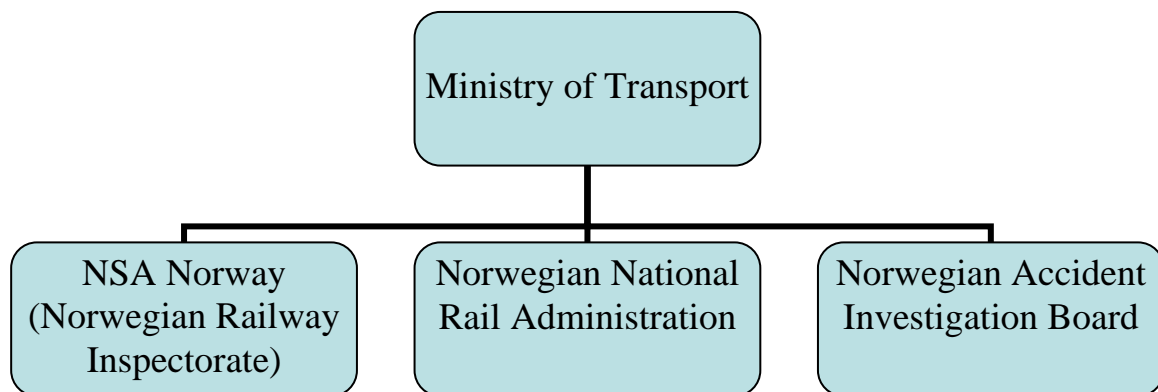 Ministry of Transport
NSA Norway
(Norwegian Railway
Inspectorate)
Norwegian National
Rail Administration
Norwegian Accident
Investigation Board